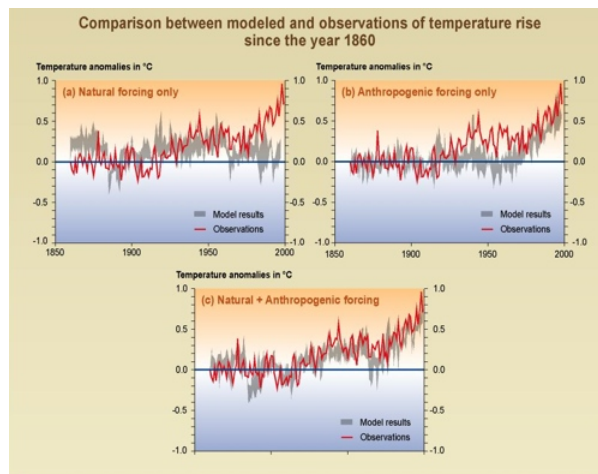 Comparison between modeled and observations of temperature rise
since the year 1860
Temperature anomalies in °C
Temperature anomalies in °C
1.0
1.0
1.0
1.0
(a) Natural forcing only
(b) Anthropogenic forcing only
0.5
0.5
0.5
0.5
0.0
0.0
0.0
0.0
-0.5
-0.5
-0.5
-0.5
Model results
Observations
Model results
Observations
-1.0
-1.0
-1.0
-1.0
1850
1900
1950
2000
1850
1900
1950
2000
Temperature anomalies in °C
1.0
1.0
(c) Natural + Anthropogenic forcing
0.5
0.5
0.0
0.0
-0.5
-0.5
Model results
Observations
-1.0
-1.0